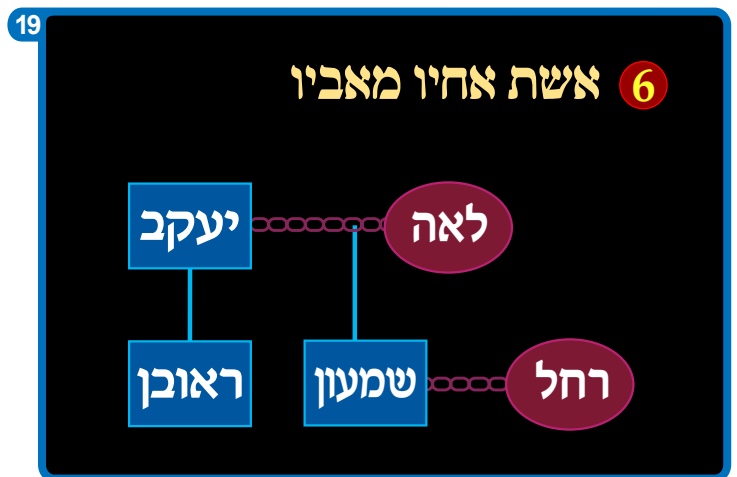 19
6 אשת אחיו מאביו
לאה יעקב
רחל שמעון ראובן